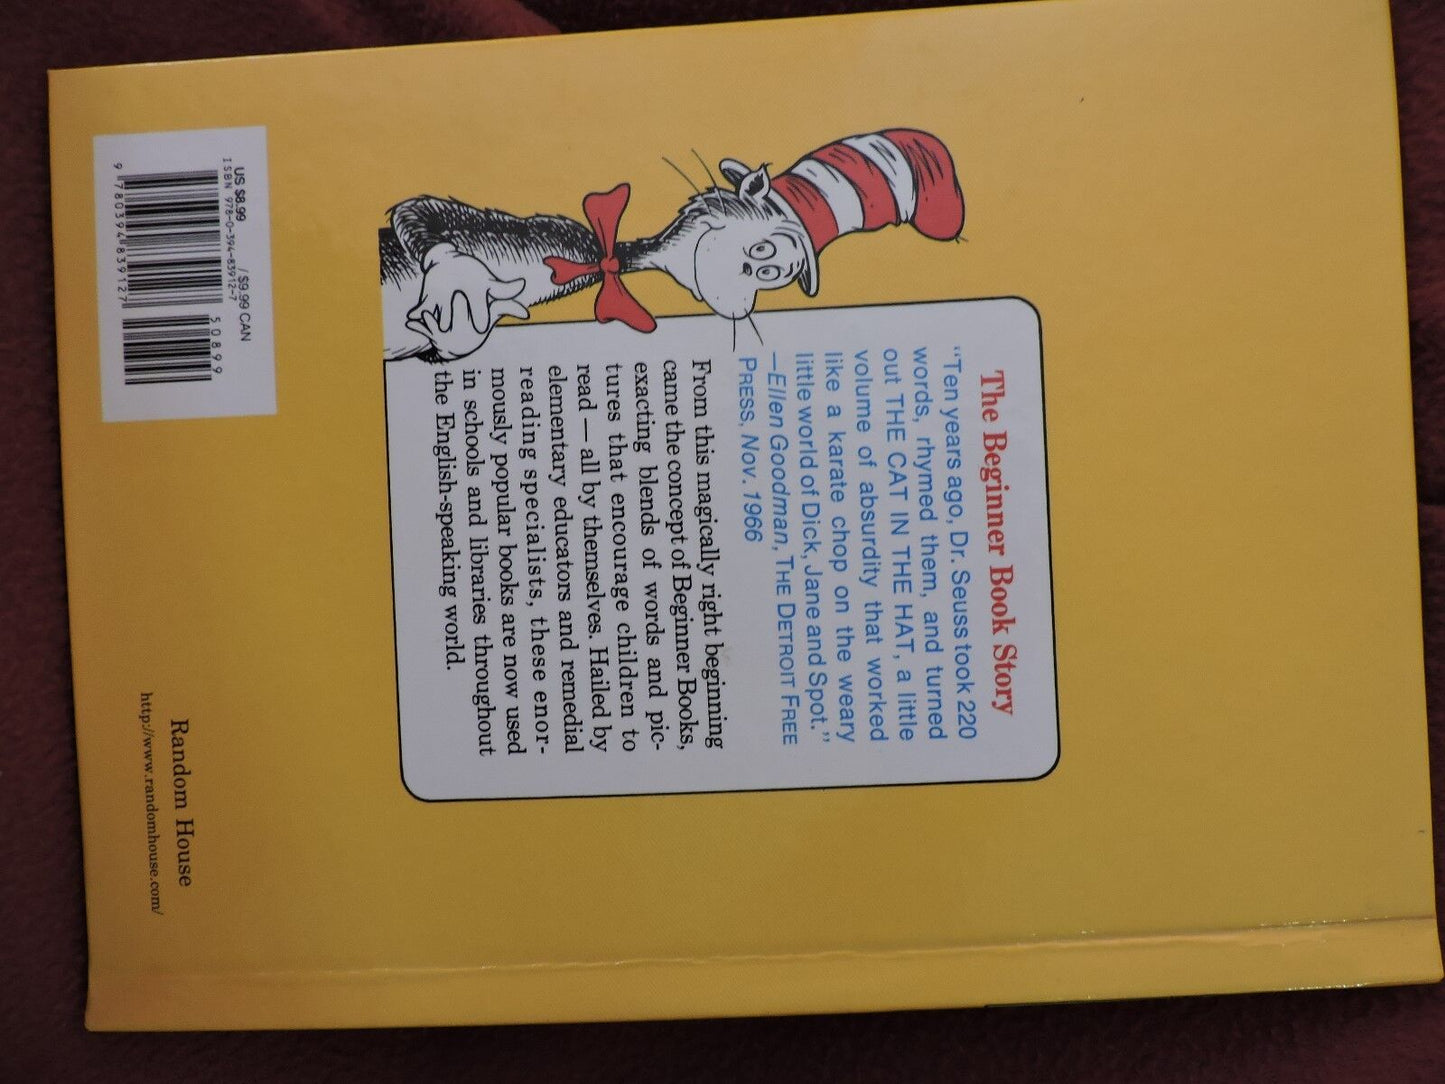 The Beginner Book Story
"Ten years ago, Dr. Seuss took 220
words, rhymed them, and turned
out THE CAT IN THE HAT, a little
volume of absurdity that worked
like a karate chop on the weary
little world of Dick, Jane and Spot."
—Ellen Goodman, THE DETROIT FREE
PRESS, Nov. 1966
From this magically right beginning
came the concept of Beginner Books,
exacting blends of words and pic-
tures that encourage children to
read — all by themselves. Hailed by
elementary educators and remedial
reading specialists, these enor-
mously popular books are now used
in schools and libraries throughout
the English-speaking world.
US $8.99 / $9.99 CAN
ISBN 978-0-394-83912-7
50899
9 780394 839127
Random House
http://www.randomhouse.com/